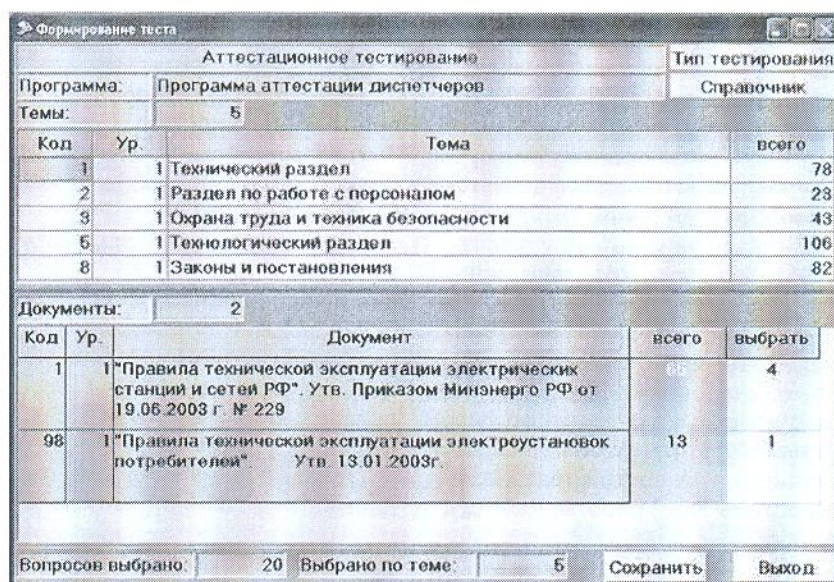 Формирование теста
Аттестационное тестирование Тип тестирования
Программа: Программа аттестации диспетчеров Справочник
Темы: 5
Код Ур. Тема всего
1 1 Технический раздел 78
2 1 Раздел по работе с персоналом 23
3 1 Охрана труда и техника безопасности 43
5 1 Технологический раздел 106
8 1 Законы и постановления 82
Документы: 2
Код Ур. Документ всего выбрать
1 1 "Правила технической эксплуатации электрических 4
станций и сетей РФ". Утв. Приказом Минэнерго РФ от
19.06.2003 г. № 229
98 1 "Правила технической эксплуатации электроустановок 13 1
потребителей". Утв. 13.01.2003г.
Вопросов выбрано: 20 Выбрано по теме: 5 Сохранить Выход